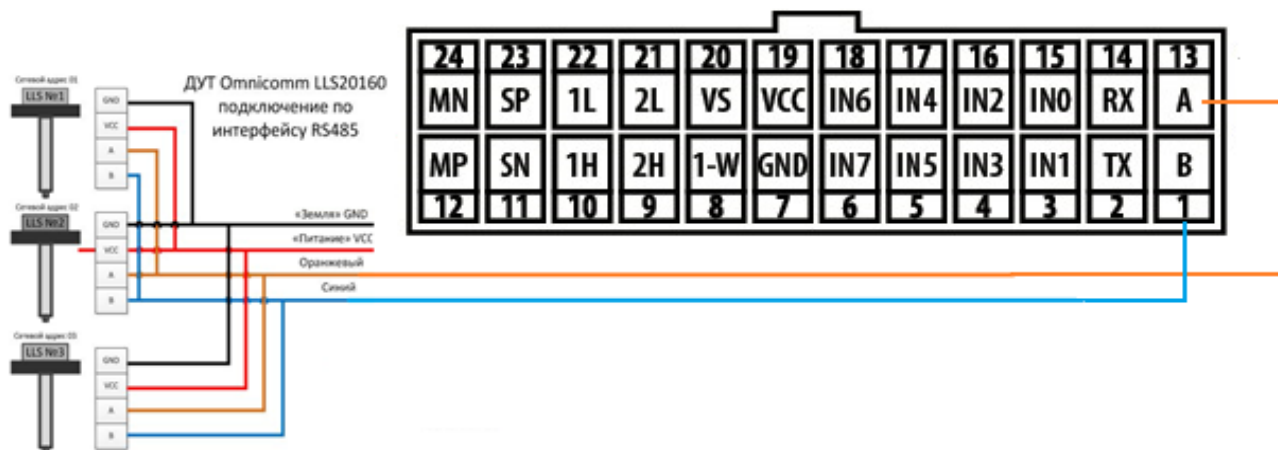 Сетевой адрес 01
LLS №1
GND
VCC
A
B
ДУТ Omnicomm LLS20160
подключение по
интерфейсу RS485
Сетевой адрес 02
LLS №2
GND
VCC
A
B
«Земля» GND
«Питание» VCC
Оранжевый
Синий
Сетевой адрес 03
LLS №3
GND
VCC
A
B
24 23 22 21 20 19 18 17 16 15 14 13
MN SP 1L 2L VS VCC IN6 IN4 IN2 IN0 RX A
MP SN 1H 2H 1-W GND IN7 IN5 IN3 IN1 TX B
12 11 10 9 8 7 6 5 4 3 2 1